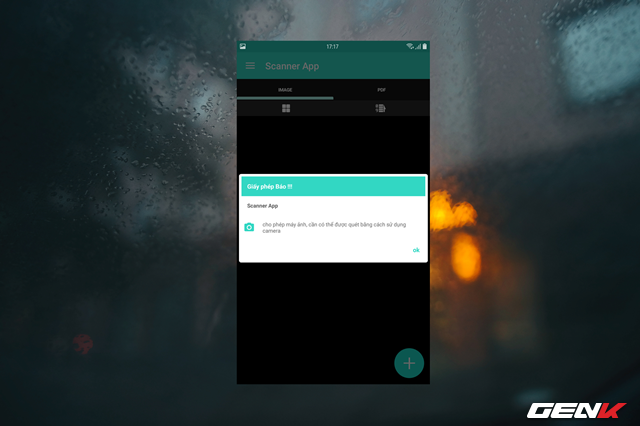 17:17
Scanner App
IMAGE
PDF
Giấy phép Báo !!!
Scanner App
cho phép máy ảnh, cần có thể được quét bằng cách sử dụng
camera
ok
GENK